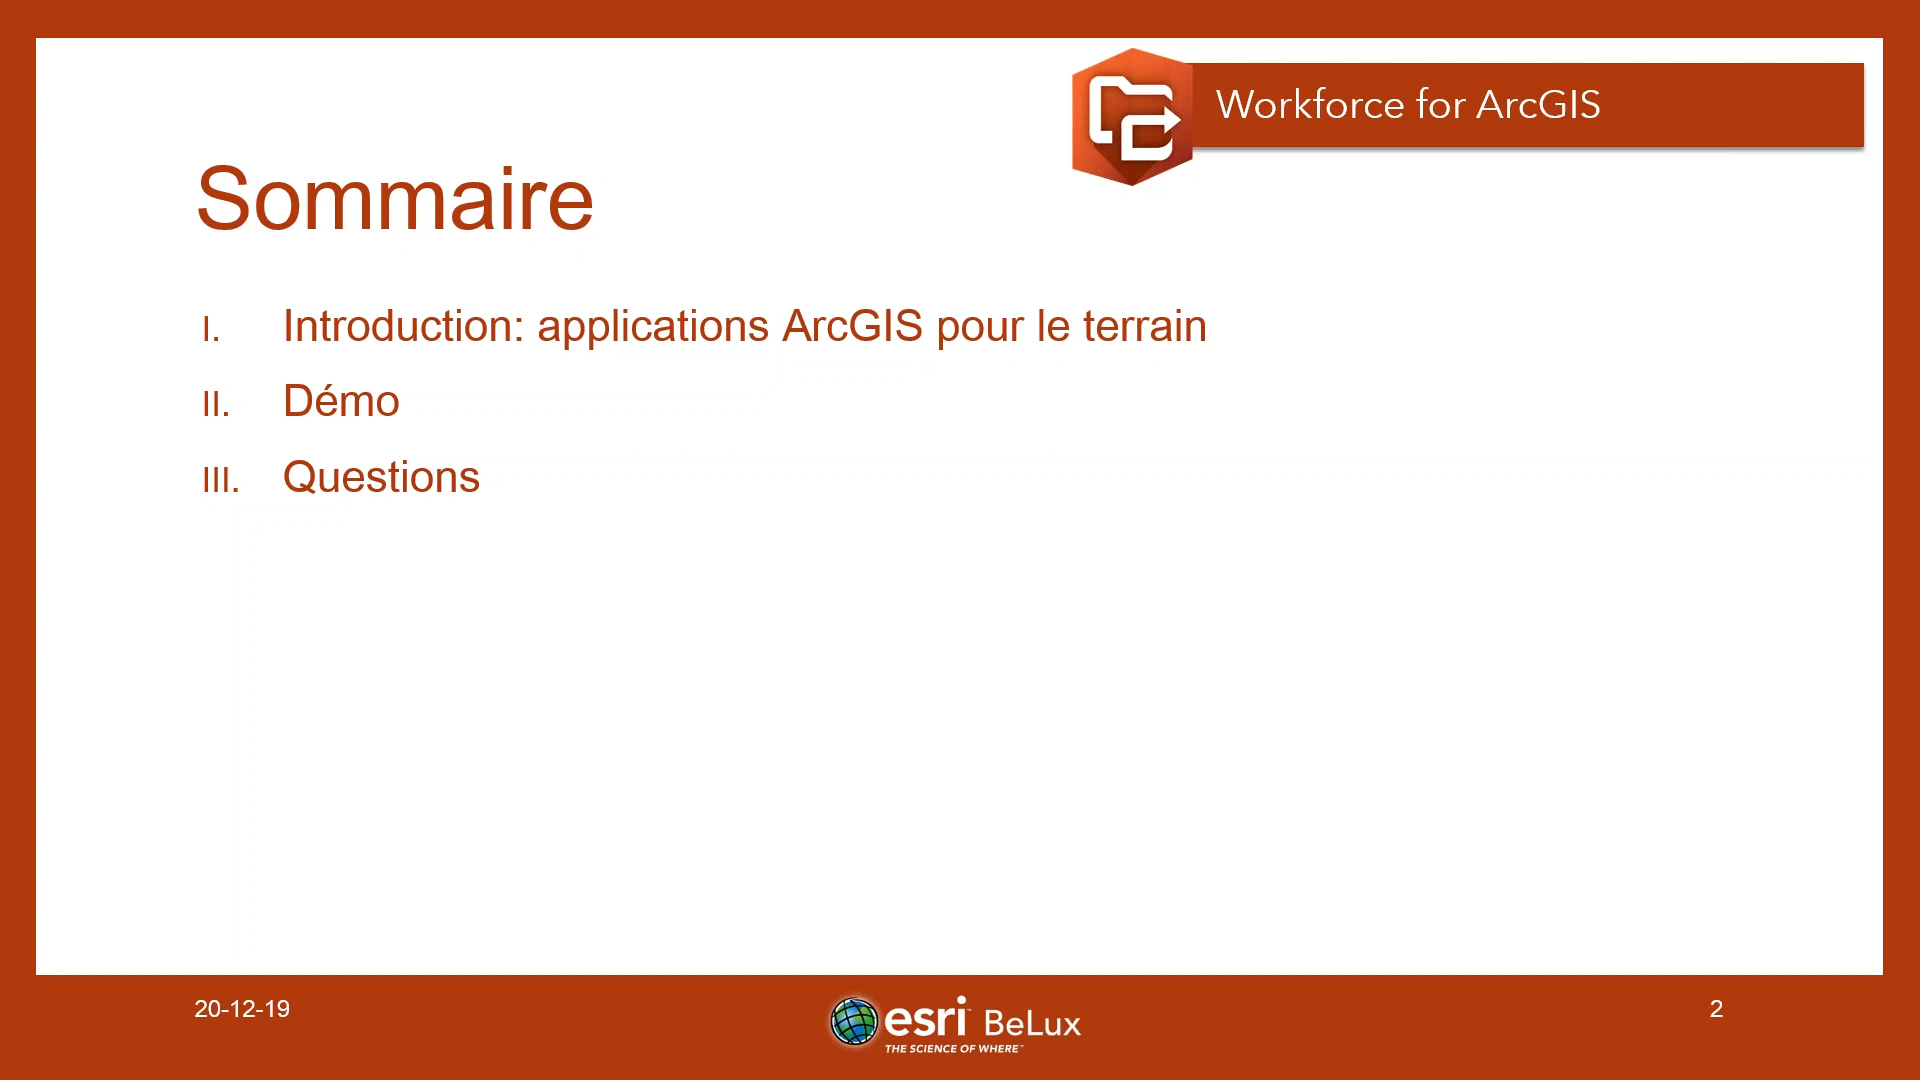 Workforce for ArcGIS
Sommaire
I. Introduction: applications ArcGIS pour le terrain
II. Démo
III. Questions
20-12-19
esri BeLux
THE SCIENCE OF WHERE™
2